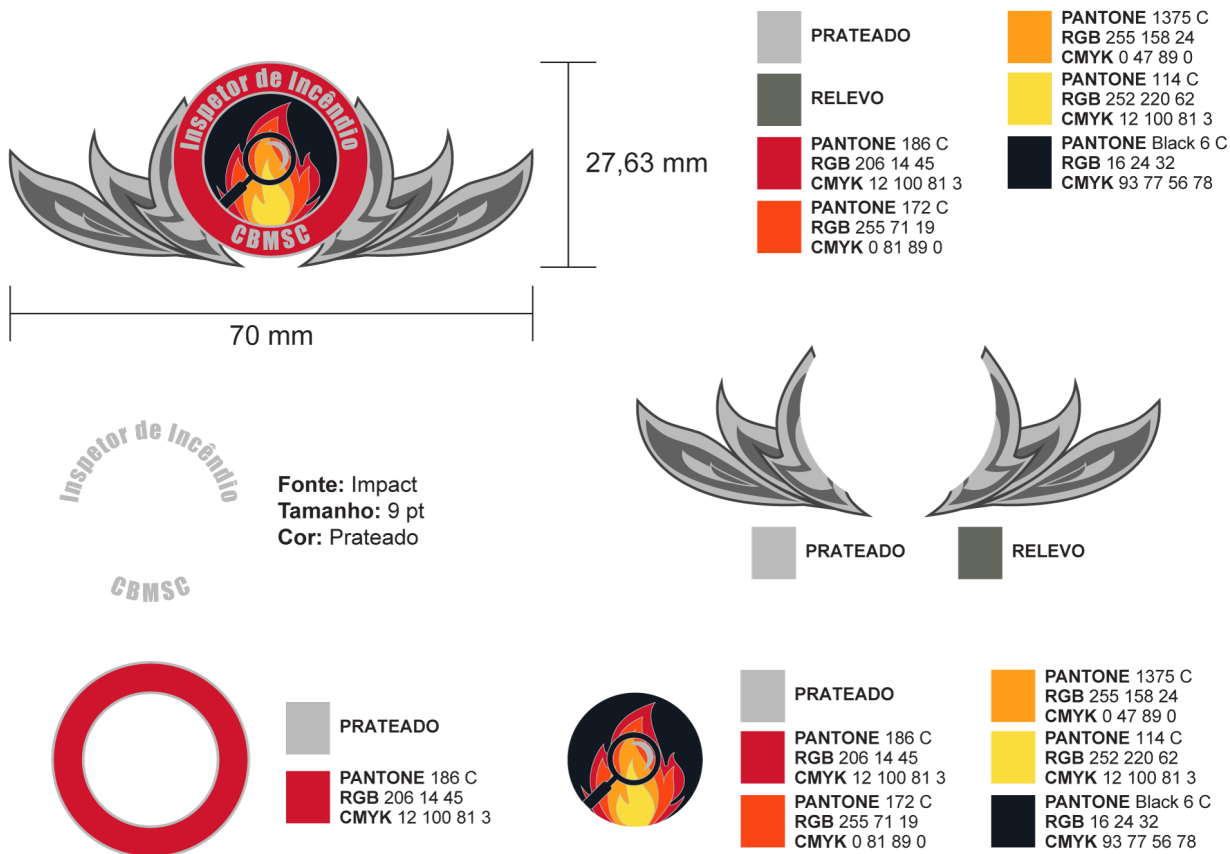 Inspetor de Incêndio
CBMSC
27,63 mm
70 mm
PRATEADO
RELEVO
PANTONE 186 C
RGB 206 14 45
CMYK 12 100 81 3
PANTONE 172 C
RGB 255 71 19
CMYK 0 81 89 0
PANTONE 1375 C
RGB 255 158 24
CMYK 0 47 89 0
PANTONE 114 C
RGB 252 220 62
CMYK 12 100 81 3
PANTONE Black 6 C
RGB 16 24 32
CMYK 93 77 56 78
Inspetor de Incêndio
CBMSC
Fonte: Impact
Tamanho: 9 pt
Cor: Prateado
PRATEADO
RELEVO
PRATEADO
PANTONE 186 C
RGB 206 14 45
CMYK 12 100 81 3
PRATEADO
PANTONE 186 C
RGB 206 14 45
CMYK 12 100 81 3
PANTONE 172 C
RGB 255 71 19
CMYK 0 81 89 0
PANTONE 1375 C
RGB 255 158 24
CMYK 0 47 89 0
PANTONE 114 C
RGB 252 220 62
CMYK 12 100 81 3
PANTONE Black 6 C
RGB 16 24 32
CMYK 93 77 56 78